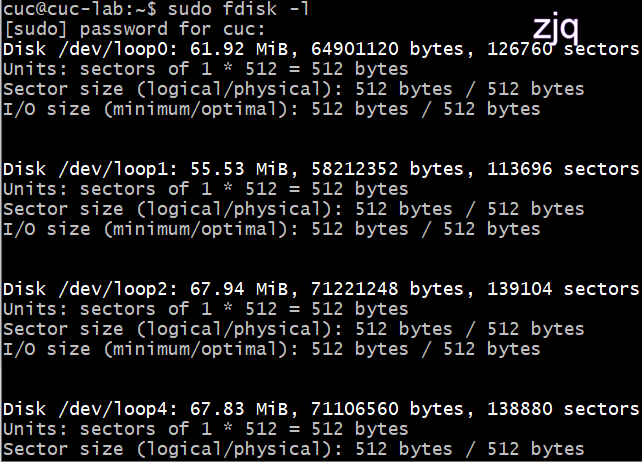 cuc@cuc-lab:~$ sudo fdisk -l
[sudo] password for cuc:
zjq
Disk /dev/loop0: 61.92 MiB, 64901120 bytes, 126760 sectors
Units: sectors of 1 * 512 = 512 bytes
Sector size (logical/physical): 512 bytes / 512 bytes
I/O size (minimum/optimal): 512 bytes / 512 bytes
Disk /dev/loop1: 55.53 MiB, 58212352 bytes, 113696 sectors
Units: sectors of 1 * 512 = 512 bytes
Sector size (logical/physical): 512 bytes / 512 bytes
I/O size (minimum/optimal): 512 bytes / 512 bytes
Disk /dev/loop2: 67.94 MiB, 71221248 bytes, 139104 sectors
Units: sectors of 1 * 512 = 512 bytes
Sector size (logical/physical): 512 bytes / 512 bytes
I/O size (minimum/optimal): 512 bytes / 512 bytes
Disk /dev/loop4: 67.83 MiB, 71106560 bytes, 138880 sectors
Units: sectors of 1 * 512 = 512 bytes
Sector size (logical/physical): 512 bytes / 512 bytes